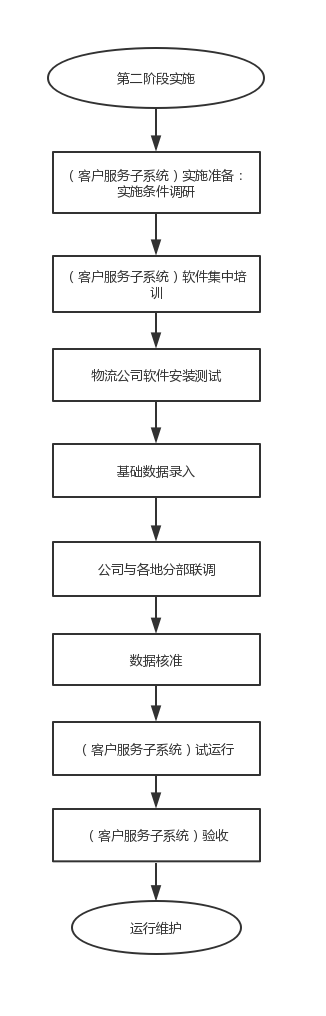 第二阶段实施
（客户服务子系统）实施准备：
实施条件调研
（客户服务子系统）软件集中培
训
物流公司软件安装测试
基础数据录入
公司与各地分部联调
数据核准
（客户服务子系统）试运行
（客户服务子系统）验收
运行维护